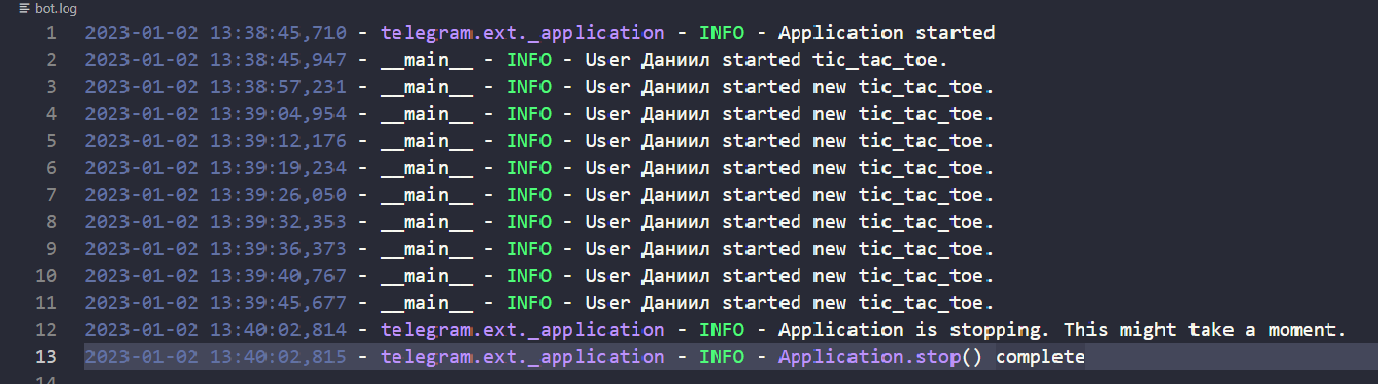 bot.log
1 2023-01-02 13:38:45,710 - telegram.ext._application - INFO - Application started
2 2023-01-02 13:38:45,947 - __main__ - INFO - User Даниил started tic_tac_toe.
3 2023-01-02 13:38:57,231 - __main__ - INFO - User Даниил started new tic_tac_toe.
4 2023-01-02 13:39:04,954 - __main__ - INFO - User Даниил started new tic_tac_toe.
5 2023-01-02 13:39:12,176 - __main__ - INFO - User Даниил started new tic_tac_toe.
6 2023-01-02 13:39:19,234 - __main__ - INFO - User Даниил started new tic_tac_toe.
7 2023-01-02 13:39:26,050 - __main__ - INFO - User Даниил started new tic_tac_toe.
8 2023-01-02 13:39:32,353 - __main__ - INFO - User Даниил started new tic_tac_toe.
9 2023-01-02 13:39:36,373 - __main__ - INFO - User Даниил started new tic_tac_toe.
10 2023-01-02 13:39:40,767 - __main__ - INFO - User Даниил started new tic_tac_toe.
11 2023-01-02 13:39:45,677 - __main__ - INFO - User Даниил started new tic_tac_toe.
12 2023-01-02 13:40:02,814 - telegram.ext._application - INFO - Application is stopping. This might take a moment.
13 2023-01-02 13:40:02,815 - telegram.ext._application - INFO - Application.stop() complete
14